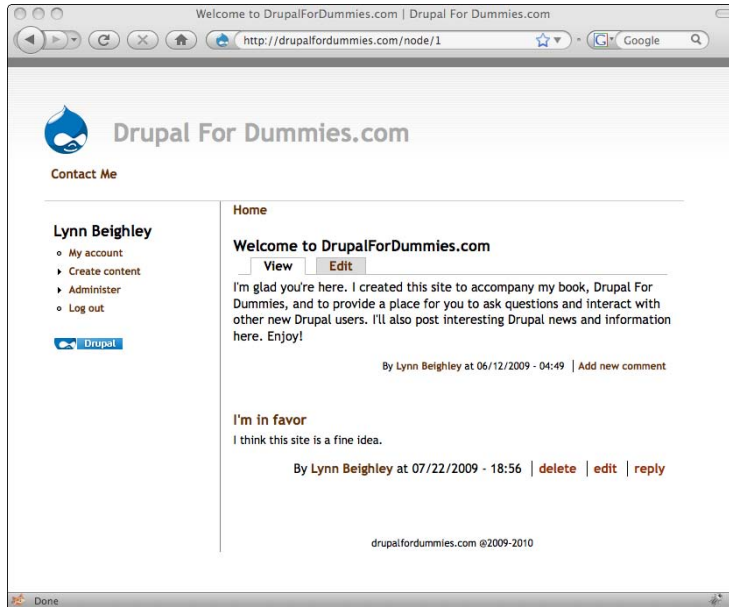 Welcome to DrupalForDummies.com | Drupal For Dummies.com
http://drupalfordummies.com/node/1
Google
Drupal For Dummies.com
Contact Me
Lynn Beighley
My account
Create content
Administer
Log out
Drupal
Home
Welcome to DrupalForDummies.com
View Edit
I'm glad you're here. I created this site to accompany my book, Drupal For
Dummies, and to provide a place for you to ask questions and interact with
other new Drupal users. I'll also post interesting Drupal news and information
here. Enjoy!
By Lynn Beighley at 06/12/2009 - 04:49 | Add new comment
I'm in favor
I think this site is a fine idea.
By Lynn Beighley at 07/22/2009 - 18:56 | delete | edit | reply
drupalfordummies.com @2009-2010
Done